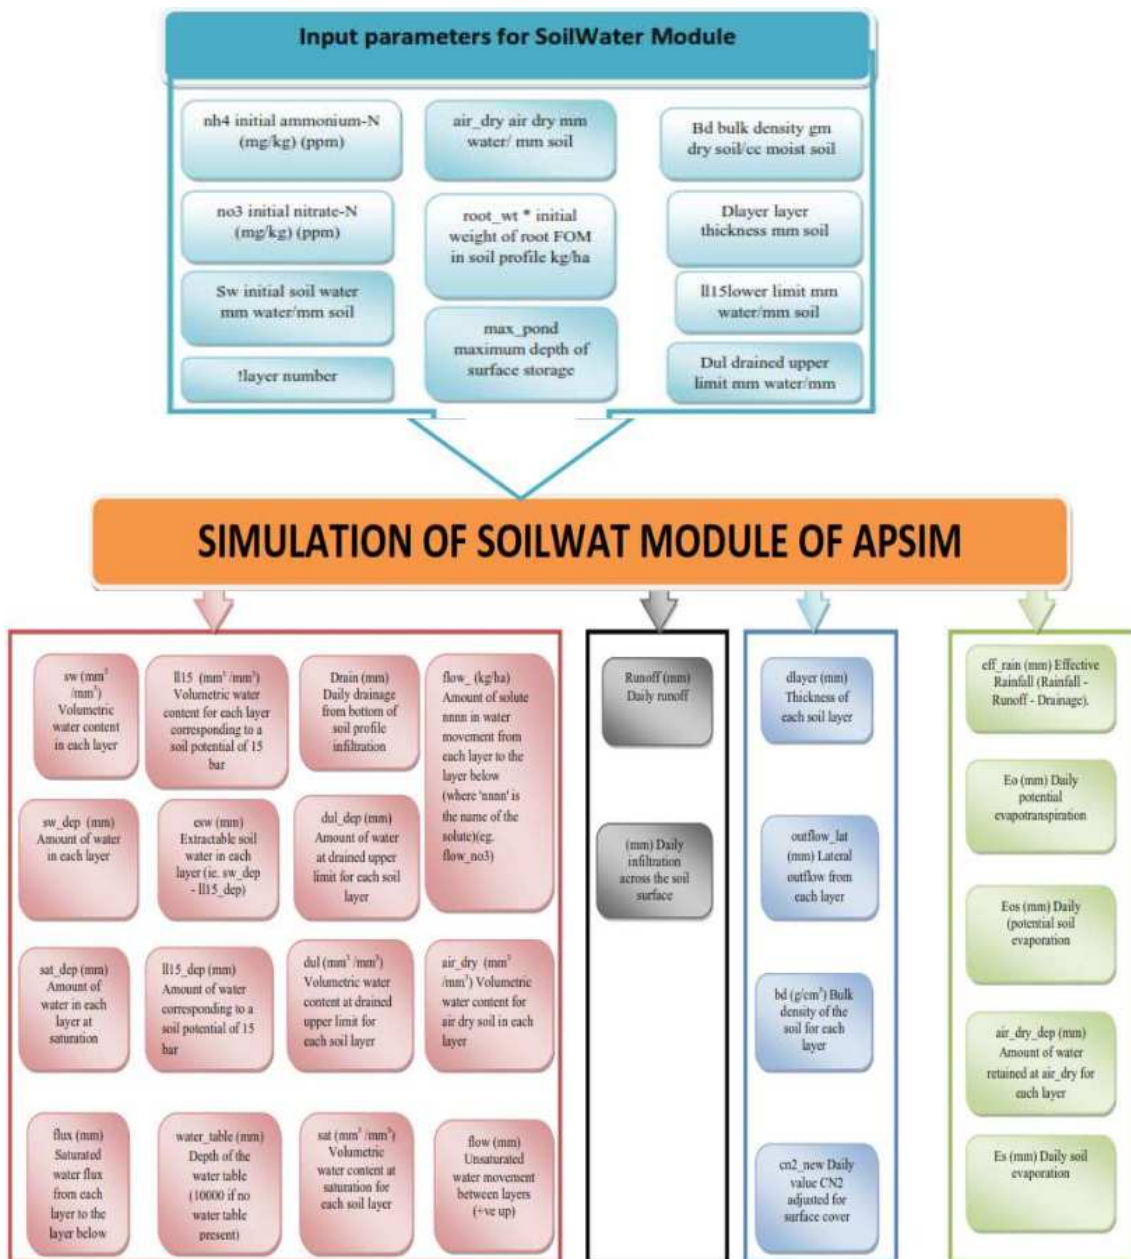 Input parameters for SoilWater Module
nh4 initial ammonium-N
(mg/kg) (ppm)
no3 initial nitrate-N
(mg/kg) (ppm)
Sw initial soil water
mm water/mm soil
!layer number
air_dry air dry mm
water/ mm soil
root_wt * initial
weight of root FOM
in soil profile kg/ha
max_pond
maximum depth of
surface storage
Bd bulk density gm
dry soil/cc moist soil
Dlayer layer
thickness mm soil
ll15lower limit mm
water/mm soil
Dul drained upper
limit mm water/mm
SIMULATION OF SOILWAT MODULE OF APSIM
sw (mm³
/mm³)
Volumetric
water content
in each layer
ll15 (mm³ /mm³)
Volumetric water
content for each layer
corresponding to a
soil potential of 15
bar
Drain (mm)
Daily drainage
from bottom of
soil profile
infiltration
flow_ (kg/ha)
Amount of solute
nnnn in water
movement from
each layer to the
layer below
(where 'nnnn' is
the name of the
solute)(eg.
flow_no3)
sw_dep (mm)
Amount of water
in each layer
esw (mm)
Extractable soil
water in each
layer (ie. sw_dep
- ll15_dep)
dul_dep (mm)
Amount of water
at drained upper
limit for each soil
layer
sat_dep (mm)
Amount of
water in each
layer at
saturation
ll15_dep (mm)
Amount of water
corresponding to a
soil potential of 15
bar
dul (mm³ /mm³)
Volumetric water
content at drained
upper limit for
each soil layer
air_dry (mm³
/mm³) Volumetric
water content for
air dry soil in each
layer
flux (mm)
Saturated
water flux
from each
layer to the
layer below
water_table (mm)
Depth of the
water table
(10000 if no
water table
present)
sat (mm³ /mm³)
Volumetric
water content at
saturation for
each soil layer
flow (mm)
Unsaturated
water movement
between layers
(+ve up)
Runoff (mm)
Daily runoff
(mm) Daily
infiltration
across the soil
surface
dlayer (mm)
Thickness of
each soil layer
outflow_lat
(mm) Lateral
outflow from
each layer
bd (g/cm³) Bulk
density of the
soil for each
layer
cn2_new Daily
value CN2
adjusted for
surface cover
eff_rain (mm) Effective
Rainfall (Rainfall -
Runoff - Drainage).
Eo (mm) Daily
potential
evapotranspiration
Eos (mm) Daily
(potential soil
evaporation
air_dry_dep (mm)
Amount of water
retained at air_dry for
each layer
Es (mm) Daily soil
evaporation